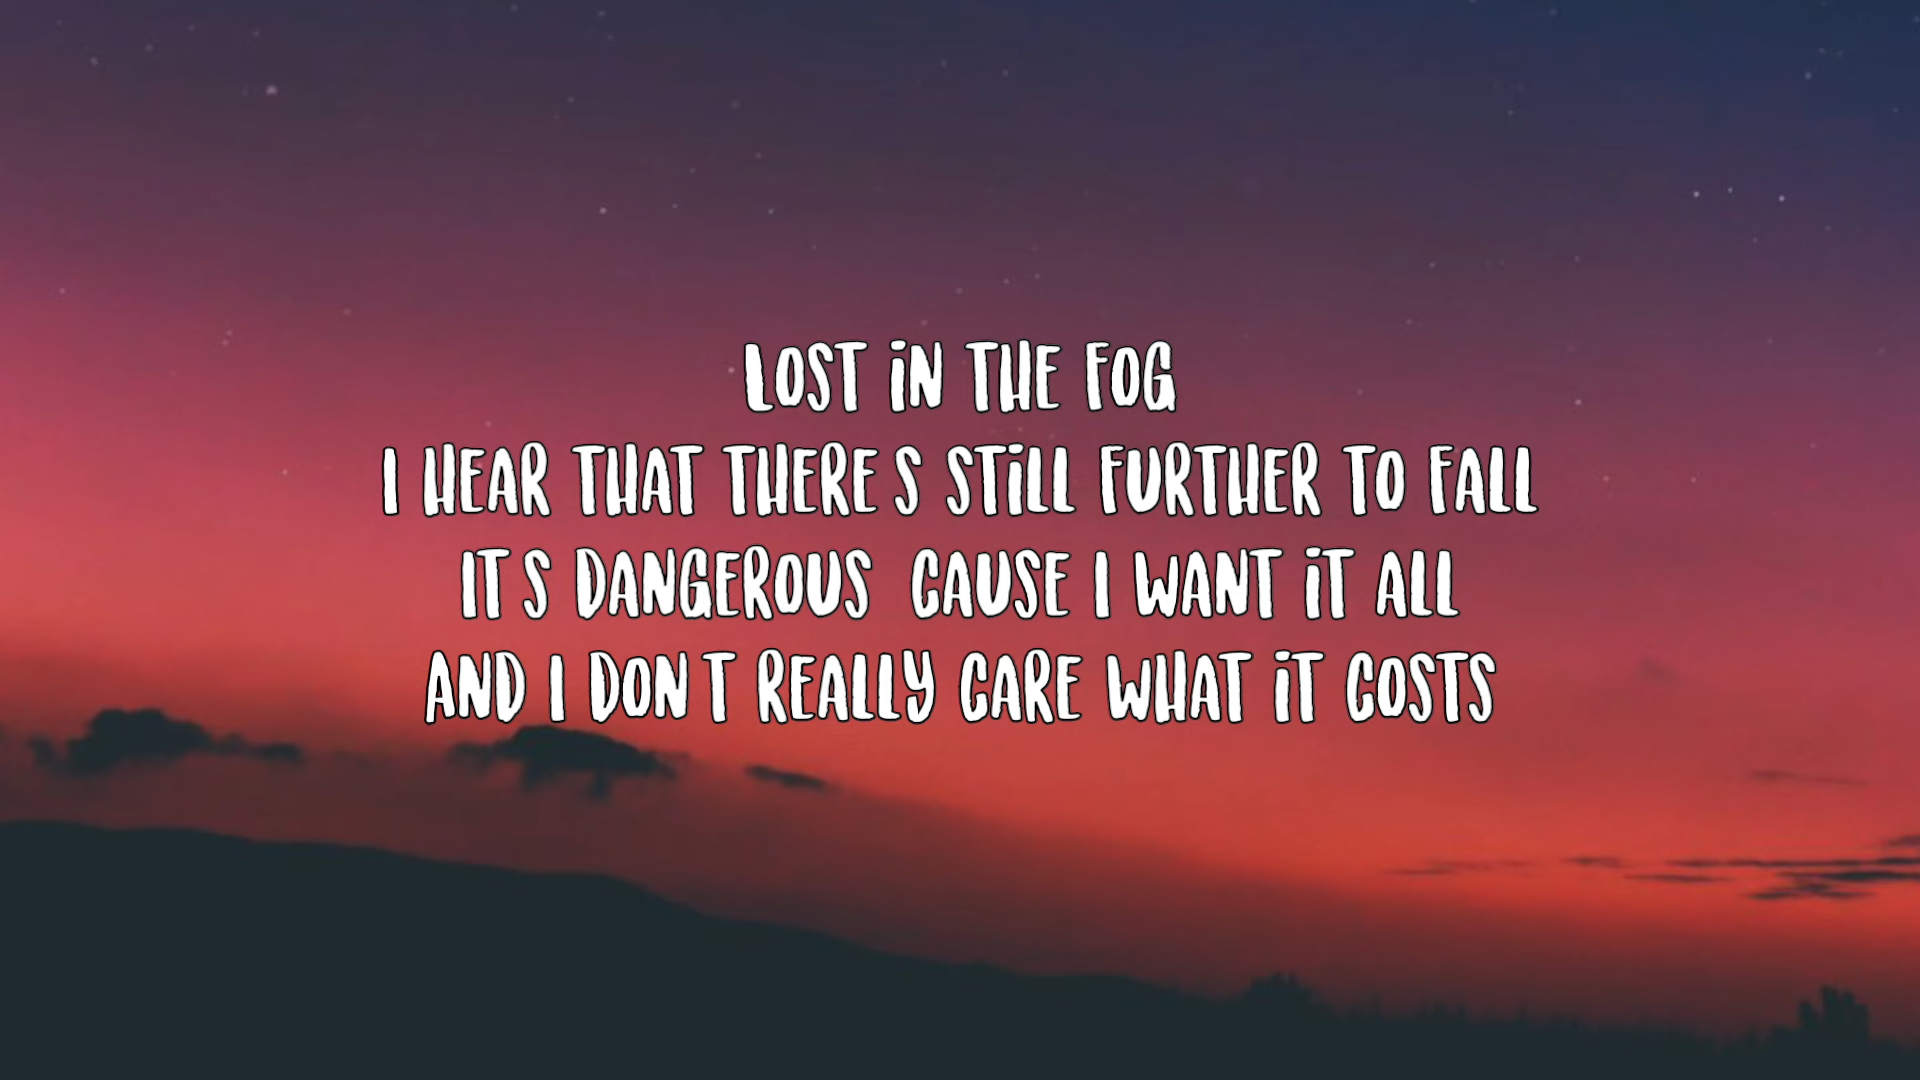 LOST IN THE FOG
I HEAR THAT THERE S STILL FURTHER TO FALL
IT S DANGEROUS  CAUSE I WANT IT ALL
AND I DON T REALLY CARE WHAT IT COSTS